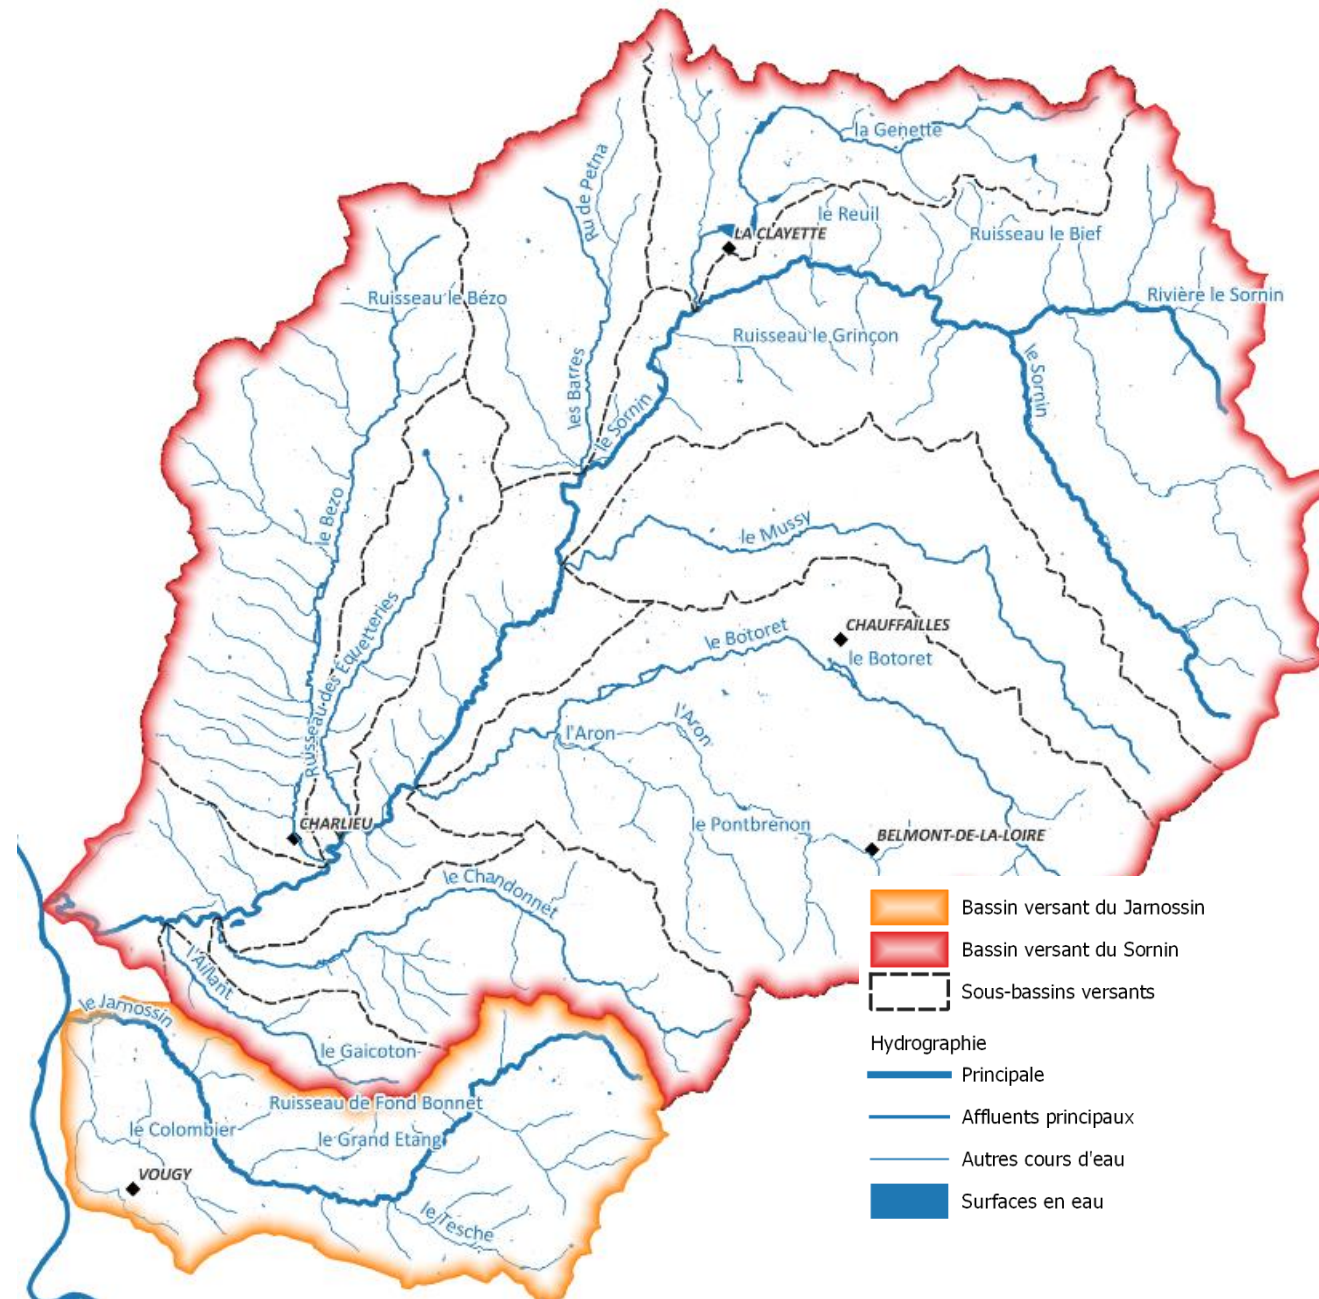 la Genette
Ru de Petna
le Reuil
LA CLAYETTE
Ruisseau le Bief
Ruisseau le Bézo
Rivière le Sornin
Ruisseau le Grinçon
le Sornin
les Barres
le Sornin
le Bezo
le Mussy
Ruisseau des Équetteries
CHAUFFAILLES
le Botoret
le Botoret
l'Aron
l'Aron
CHARLIEU
le Pontbrenon
BELMONT-DE-LA-LOIRE
le Chandonnet
l'Aillant
le Jarnossin
le Gaicoton
Ruisseau de Fond Bonnet
le Colombier
le Grand Etang
VOUGY
le Tesche
Bassin versant du Jarnossin
Bassin versant du Sornin
Sous-bassins versants
Hydrographie
Principale
Affluents principaux
Autres cours d'eau
Surfaces en eau